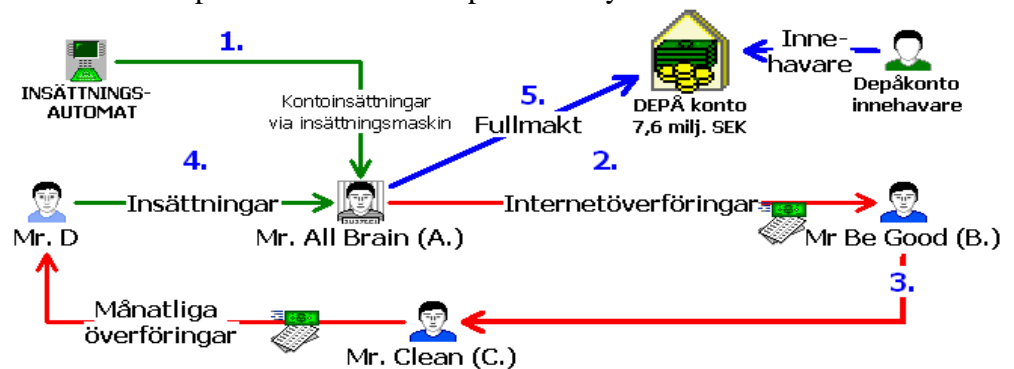 1.
INSÄTTNINGS-
AUTOMAT
Kontoinsättningar
via insättningsmaskin
5.
Fullmakt
DEPÅ konto
7,6 milj. SEK
Inne-
havare
Depåkonto
innehavare
4.
Insättningar
2.
Internetöverföringar
Mr. D
Mr. All Brain (A.)
Mr Be Good (B.)
3.
Månatliga
överföringar
Mr. Clean (C.)